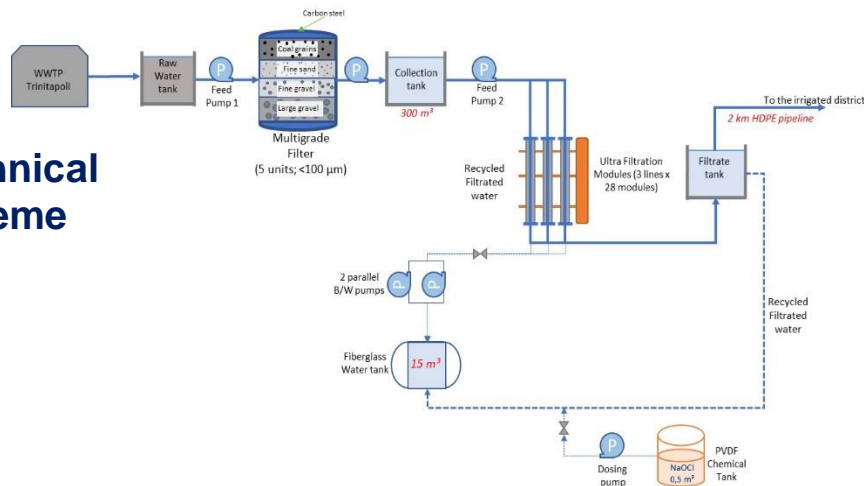 Carbon steel
WWTP
Trinitapoli
Raw
Water
tank
P
Feed
Pump 1
Coal grains
Fine sand
Fine gravel
Large gravel
Multigrade
Filter
(5 units; <100 µm)
P
Collection
tank
300 m³
P
Feed
Pump 2
To the irrigated district
2 km HDPE pipeline
Filtrate
tank
Recycled
Filtrated
water
Ultra Filtration
Modules (3 lines x
28 modules)
hnical
eme
2 parallel
B/W pumps
P
P
Recycled
Filtrated
water
Fiberglass
Water tank
15 m³
P
Dosing
pump
NaOCl
0,5 m³
PVDF
Chemical
Tank